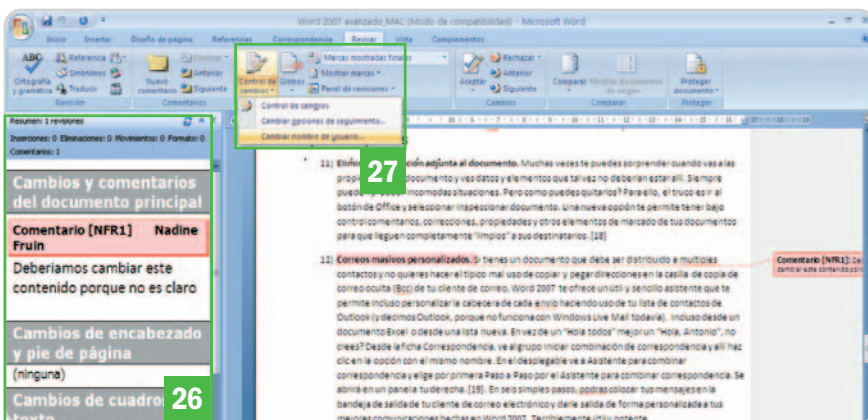 Word 2007 avanzado_MAC [Modo de compatibilidad] - Microsoft Word
Inicio Insertar Diseño de página Referencias Correspondencia Revisar Vista Complementos
ABC
Ortografía y gramática
Referencia
Sinónimos
Traducir
Revisión
Nuevo comentario
Eliminar
Anterior
Siguiente
Comentarios
Control de cambios
Globos
Marcas mostradas finales
Mostrar marcas
Panel de revisiones
Control de cambios
Cambiar opciones de seguimiento...
Cambiar nombre de usuario...
27
Aceptar
Rechazar
Anterior
Siguiente
Cambios
Comparar
Mostrar documentos de origen
Comparar
Proteger documento
Proteger
Resumen: 1 revisiones
Inserciones: 0 Eliminaciones: 0 Movimientos: 0 Formato: 0
Comentarios: 1
Cambios y comentarios
del documento principal
Comentario [NFR1] Nadine
Fruin
Deberiamos cambiar este
contenido porque no es claro
Cambios de encabezado
y pie de página
(ninguna)
Cambios de cuadro
texto
26
11) adjunta al documento. Muchas veces te puedes sorprender cuando vas a las
documento y ves datos y elementos que tal vez no deberían estar allí. Siempre
incomodas situaciones. Pero como puedes quitarlos? Para ello, el truco es ir al
botón de Office y seleccionar Inspeccionar documento. Una nueva opción te permite tener bajo
control comentarios, correcciones, propiedades y otros elementos de marcado de tus documentos
para que lleguen completamente "limpios" a sus destinatarios. [18]
12) Correos masivos personalizados. Si tienes un documento que debe ser distribuido a multiples
contactos y no quieres hacer el típico mal uso de copiar y pegar direcciones en la casilla de copia de
correo oculta (Bcc) de tu cliente de correo, Word 2007 te ofrece un útil y sencillo asistente que te
permite incluso personalizar la cabecera de cada envío haciendo uso de tu lista de contactos de
Outlook (y decimos Outlook, porque no funciona con Windows Live Mail todavía). Incluso desde un
documento Excel o desde una lista nueva. En vez de un "Hola todos" mejor un "Hola, Antonio", no
crees? Desde la ficha Correspondencia, ve al grupo Iniciar combinación de correspondencia y allí haz
clic en la opción con el mismo nombre. En el desplegable ve a Asistente para combinar
correspondencia y elige por primera Paso a Paso por el Asistente para combinar correspondencia. Se
abrirá en un panel a tu derecha. [19]. En seis simples pasos, podrás colocar tus mensajes en la
bandeja de salida de tu cliente de correo electrónico y darle salida de forma personalizada a tus
mejores comunicaciones hechas en Word 2007. Terriblemente útil y potente.
Comentario [NFR1]:
cambiar este contenido